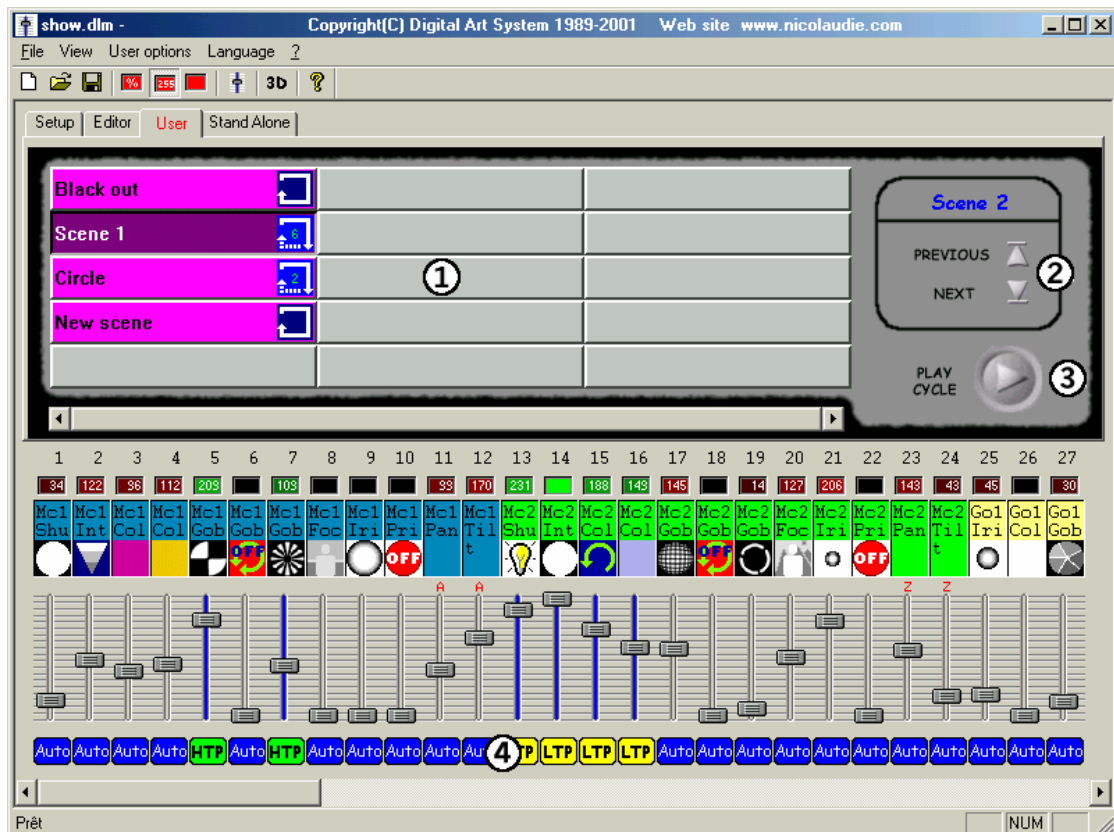 show.dlm - Copyright(C) Digital Art System 1989-2001 Web site www.nicolaudie.com
File View User options Language ?
% 255 3D ?
Setup Editor User Stand Alone
Black out
Scene 1 6
Circle 2
New scene
1
Scene 2
PREVIOUS
NEXT
2
PLAY
CYCLE
3
1 2 3 4 5 6 7 8 9 10 11 12 13 14 15 16 17 18 19 20 21 22 23 24 25 26 27
34 122 96 112 209 109 99 170 231 188 149 145 14 127 206 143 43 45 30
Mc1 Mc1 Mc1 Mc1 Mc1 Mc1 Mc1 Mc1 Mc1 Mc1 Mc1 Mc1 Mc2 Mc2 Mc2 Mc2 Mc2 Mc2 Mc2 Mc2 Mc2 Mc2 Mc2 Mc2 Go1 Go1 Go1
Shu Int Col Col Gob Gob Gob Foc Iri Pri Pan Til Shu Int Col Col Gob Gob Gob Foc Iri Pri Pan Til Iri Col Gob
OFF OFF t OFF OFF t
A A Z Z
Auto Auto Auto Auto HTP Auto HTP Auto Auto Auto Auto 4 TP LTP LTP LTP Auto Auto Auto Auto Auto Auto Auto Auto Auto Auto Auto
Prêt NUM